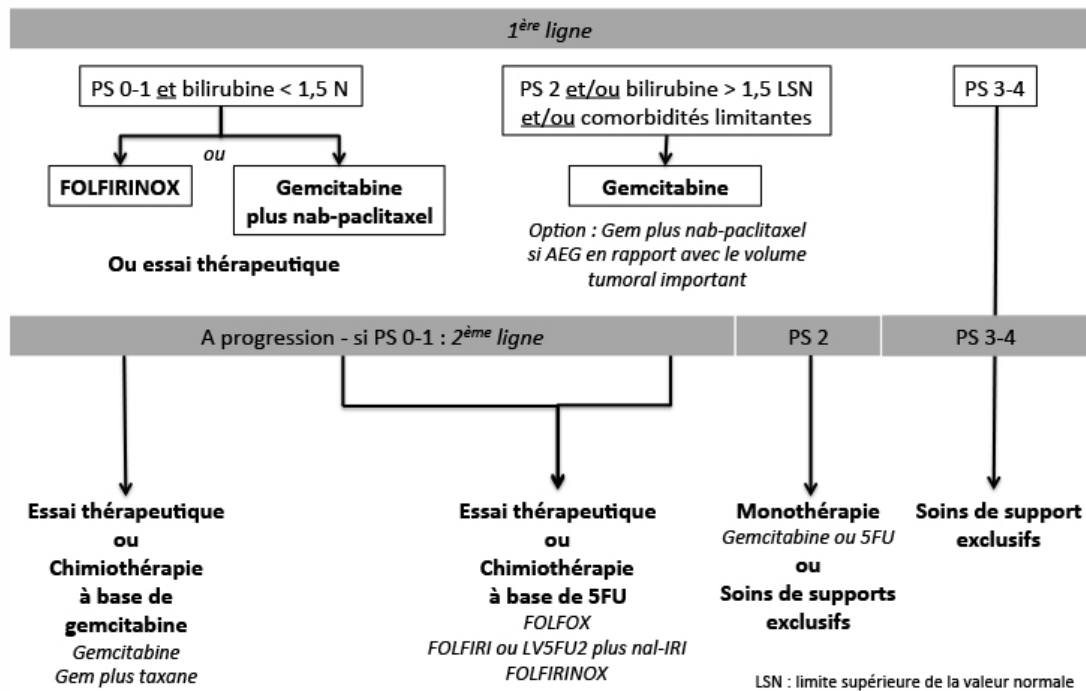 1ère ligne
PS 0-1 et bilirubine < 1,5 N
ou
FOLFIRINOX
Gemcitabine
plus nab-paclitaxel
Ou essai thérapeutique
PS 2 et/ou bilirubine > 1,5 LSN
et/ou comorbidités limitantes
Gemcitabine
Option : Gem plus nab-paclitaxel
si AEG en rapport avec le volume
tumoral important
PS 3-4
A progression - si PS 0-1 : 2ème ligne
PS 2
PS 3-4
Essai thérapeutique
ou
Chimiothérapie
à base de
gemcitabine
Gemcitabine
Gem plus taxane
Essai thérapeutique
ou
Chimiothérapie
à base de 5FU
FOLFOX
FOLFIRI ou LV5FU2 plus nal-IRI
FOLFIRINOX
Monothérapie
Gemcitabine ou 5FU
ou
Soins de supports
exclusifs
Soins de support
exclusifs
LSN : limite supérieure de la valeur normale